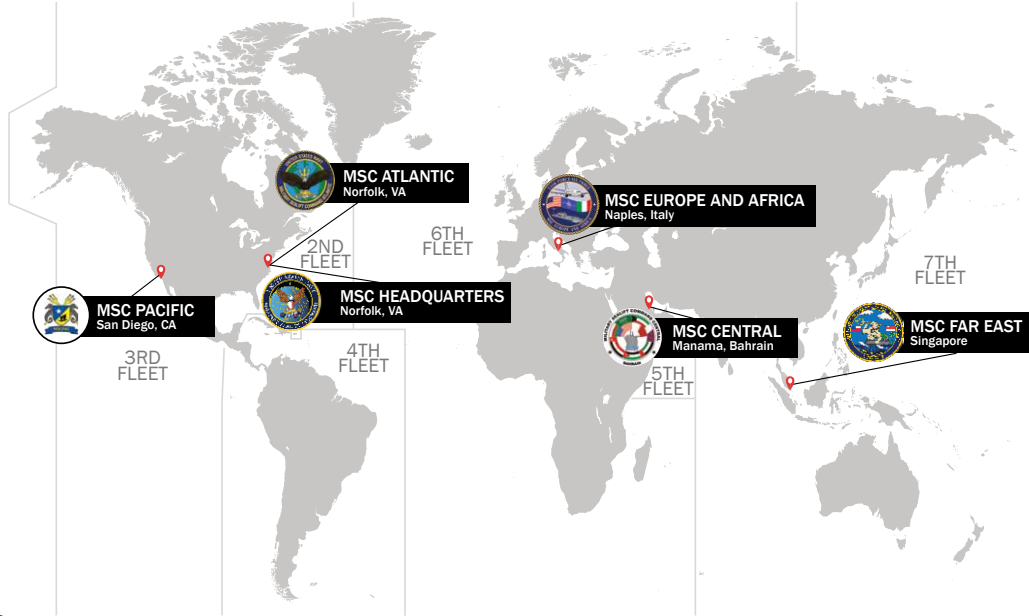 MSC ATLANTIC
Norfolk, VA
MSC EUROPE AND AFRICA
Naples, Italy
6TH
FLEET
2ND
FLEET
7TH
FLEET
MSC HEADQUARTERS
Norfolk, VA
MSC PACIFIC
San Diego, CA
MSC CENTRAL
Manama, Bahrain
MSC FAR EAST
Singapore
3RD
FLEET
4TH
FLEET
5TH
FLEET